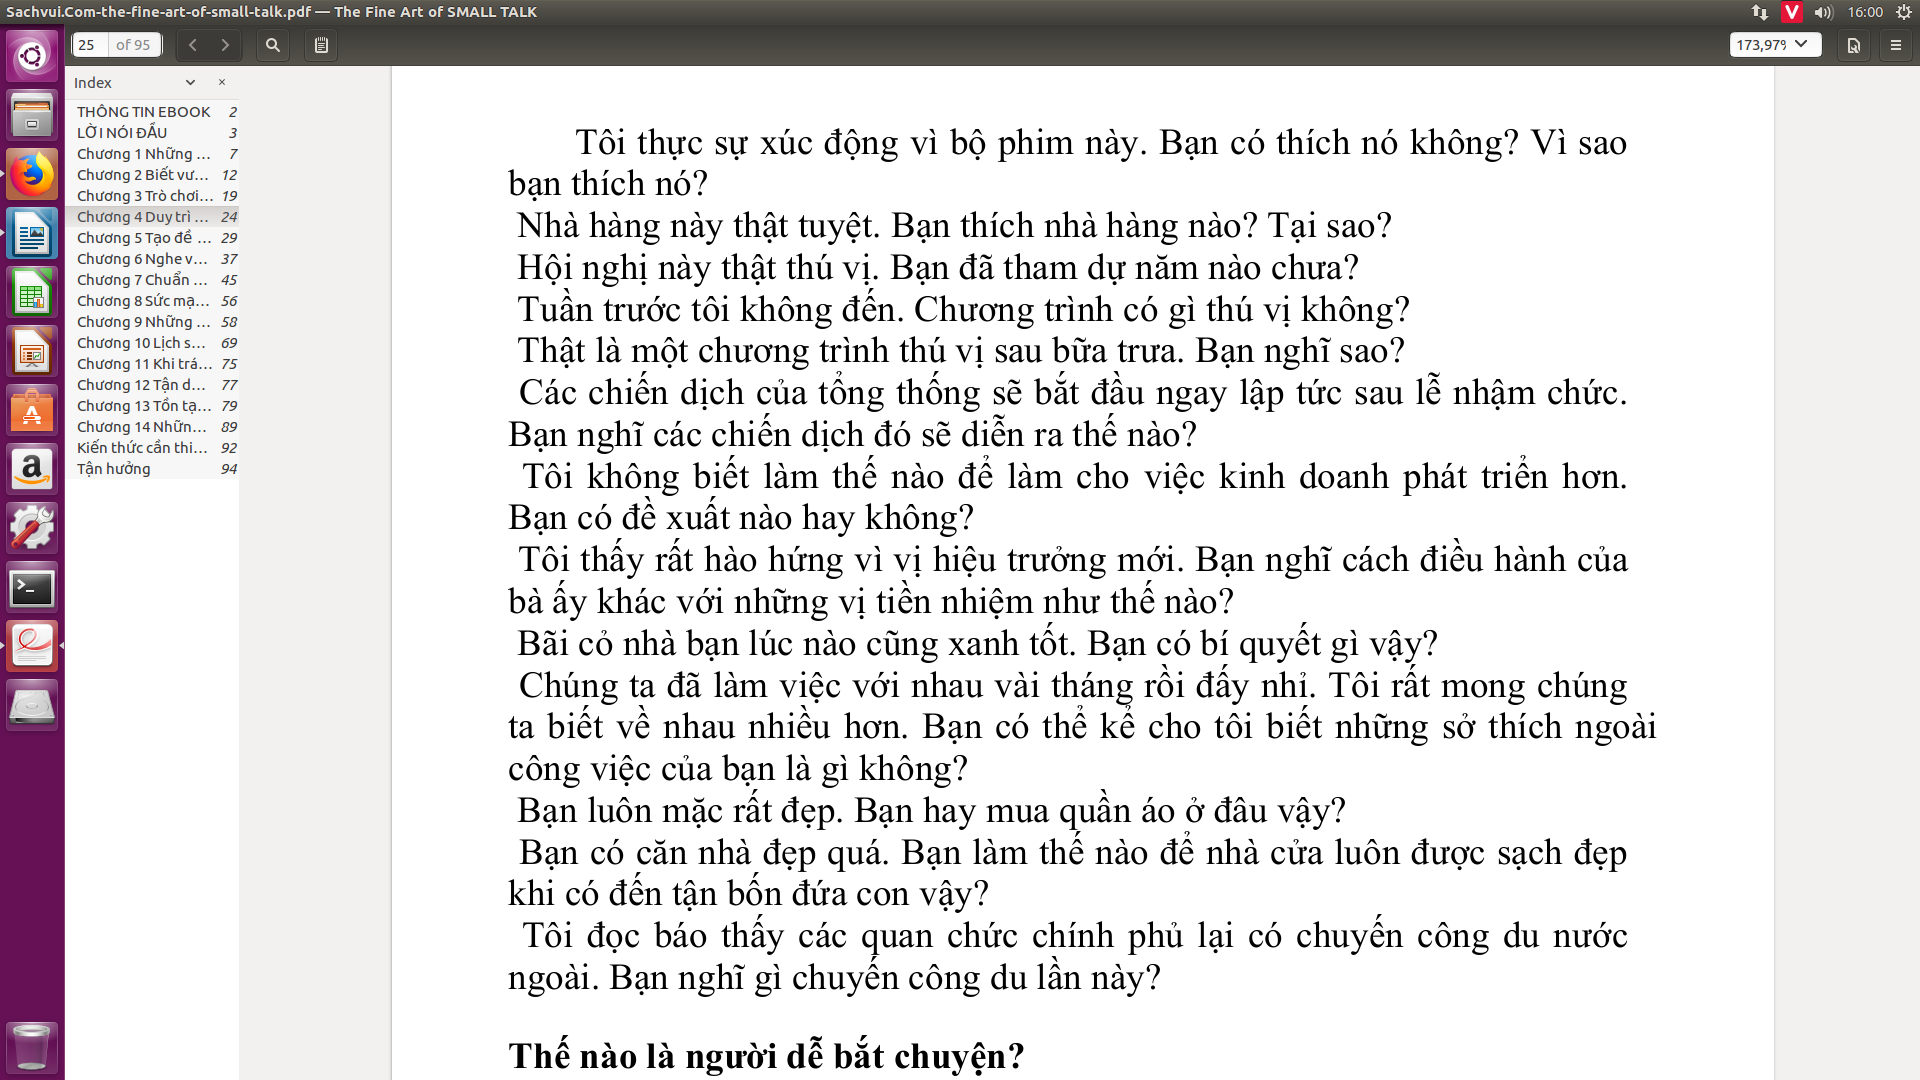 Sachvui.Com-the-fine-art-of-small-talk.pdf — The Fine Art of SMALL TALK
16:00
25 of 95
173,97%
Index
THÔNG TIN EBOOK 2
LỜI NÓI ĐẦU 3
Chương 1 Những ... 7
Chương 2 Biết vư... 12
Chương 3 Trò chơi... 19
Chương 4 Duy trì ... 24
Chương 5 Tạo đề ... 29
Chương 6 Nghe v... 37
Chương 7 Chuẩn ... 45
Chương 8 Sức mạ... 56
Chương 9 Những ... 58
Chương 10 Lịch s... 69
Chương 11 Khi trá... 75
Chương 12 Tận d... 77
Chương 13 Tồn tạ... 79
Chương 14 Nhữn... 89
Kiến thức cần thi... 92
Tận hưởng 94
Tôi thực sự xúc động vì bộ phim này. Bạn có thích nó không? Vì sao
bạn thích nó?
Nhà hàng này thật tuyệt. Bạn thích nhà hàng nào? Tại sao?
Hội nghị này thật thú vị. Bạn đã tham dự năm nào chưa?
Tuần trước tôi không đến. Chương trình có gì thú vị không?
Thật là một chương trình thú vị sau bữa trưa. Bạn nghĩ sao?
Các chiến dịch của tổng thống sẽ bắt đầu ngay lập tức sau lễ nhậm chức.
Bạn nghĩ các chiến dịch đó sẽ diễn ra thế nào?
Tôi không biết làm thế nào để làm cho việc kinh doanh phát triển hơn.
Bạn có đề xuất nào hay không?
Tôi thấy rất hào hứng vì vị hiệu trưởng mới. Bạn nghĩ cách điều hành của
bà ấy khác với những vị tiền nhiệm như thế nào?
Bãi cỏ nhà bạn lúc nào cũng xanh tốt. Bạn có bí quyết gì vậy?
Chúng ta đã làm việc với nhau vài tháng rồi đấy nhỉ. Tôi rất mong chúng
ta biết về nhau nhiều hơn. Bạn có thể kể cho tôi biết những sở thích ngoài
công việc của bạn là gì không?
Bạn luôn mặc rất đẹp. Bạn hay mua quần áo ở đâu vậy?
Bạn có căn nhà đẹp quá. Bạn làm thế nào để nhà cửa luôn được sạch đẹp
khi có đến tận bốn đứa con vậy?
Tôi đọc báo thấy các quan chức chính phủ lại có chuyến công du nước
ngoài. Bạn nghĩ gì chuyến công du lần này?
Thế nào là người dễ bắt chuyện?